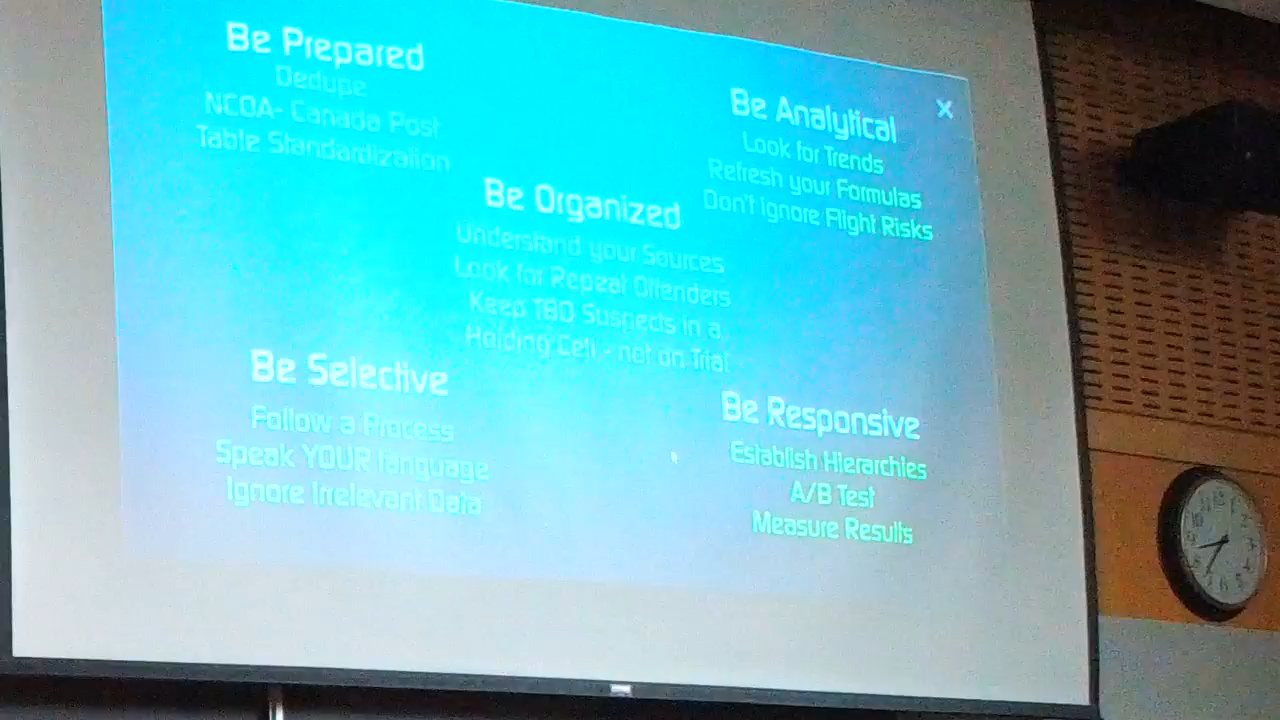 Be Prepared
Dedupe
NCOA- Canada Post
Table Standardization
Be Analytical
Look for Trends
Refresh your Formulas
Don't ignore Flight Risks
Be Organized
Understand your Sources
Look for Repeat Offenders
Keep TBD Suspects in a
Holding Cell - not on Trial
Be Selective
Follow a Process
Speak YOUR language
Ignore Irrelevant Data
Be Responsive
Establish Hierarchies
A/B Test
Measure Results